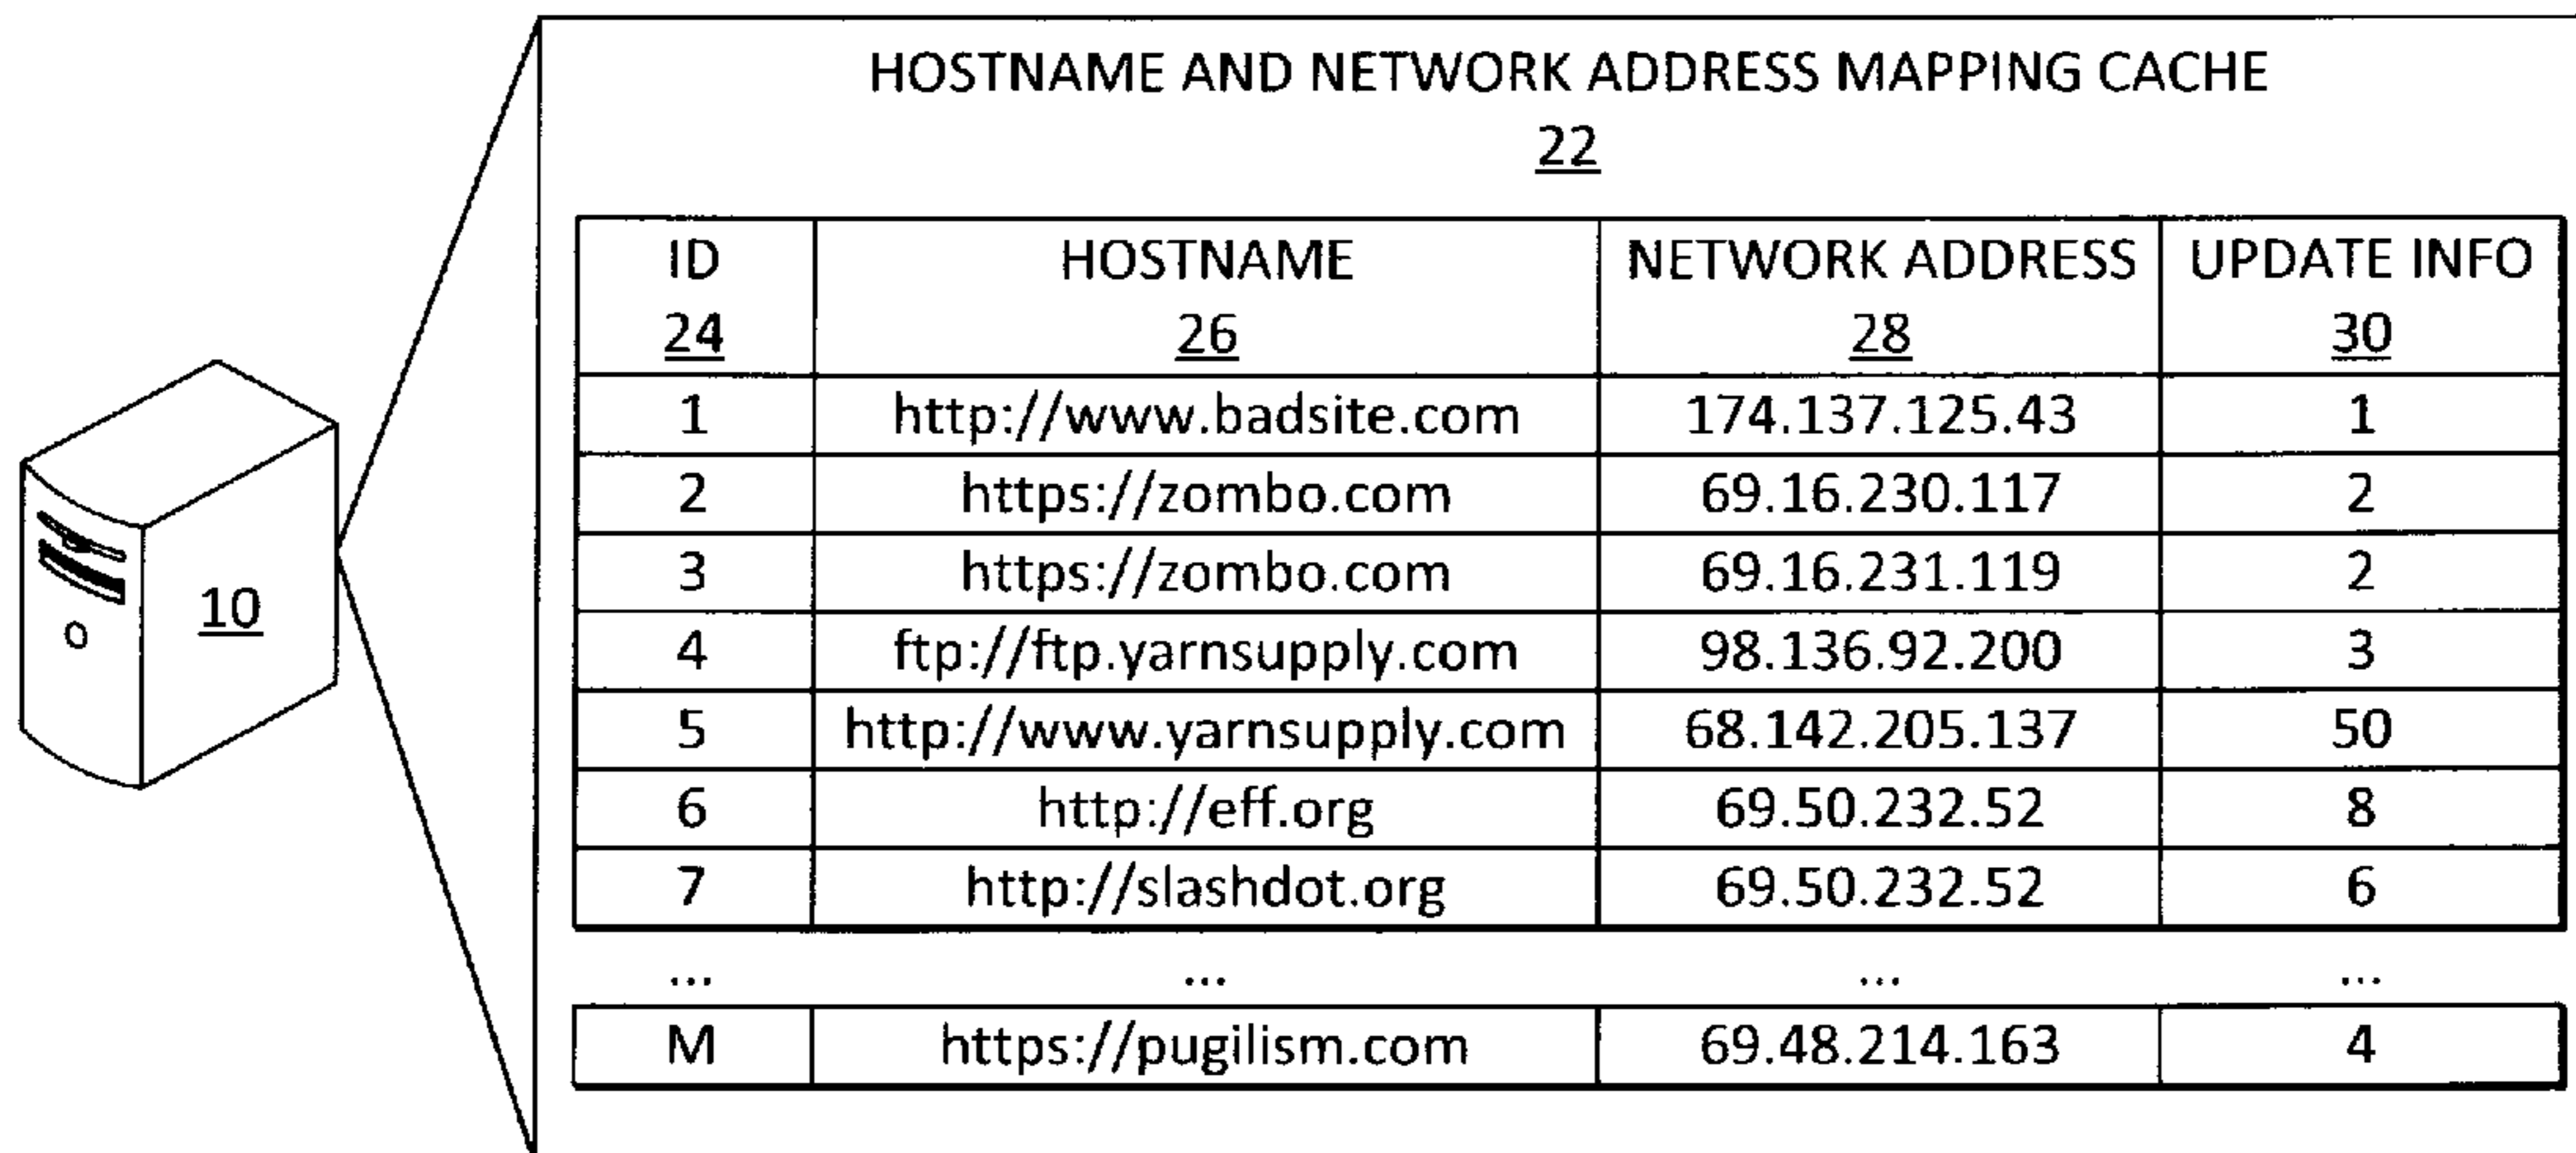 HOSTNAME AND NETWORK ADDRESS MAPPING CACHE
22
ID HOSTNAME NETWORK ADDRESS UPDATE INFO
24 26 28 30
1 http://www.badsite.com 174.137.125.43 1
2 https://zombo.com 69.16.230.117 2
3 https://zombo.com 69.16.231.119 2
4 ftp://ftp.yarnsupply.com 98.136.92.200 3
5 http://www.yarnsupply.com 68.142.205.137 50
6 http://eff.org 69.50.232.52 8
7 http://slashdot.org 69.50.232.52 6
... ... ... ...
M https://pugilism.com 69.48.214.163 4
10